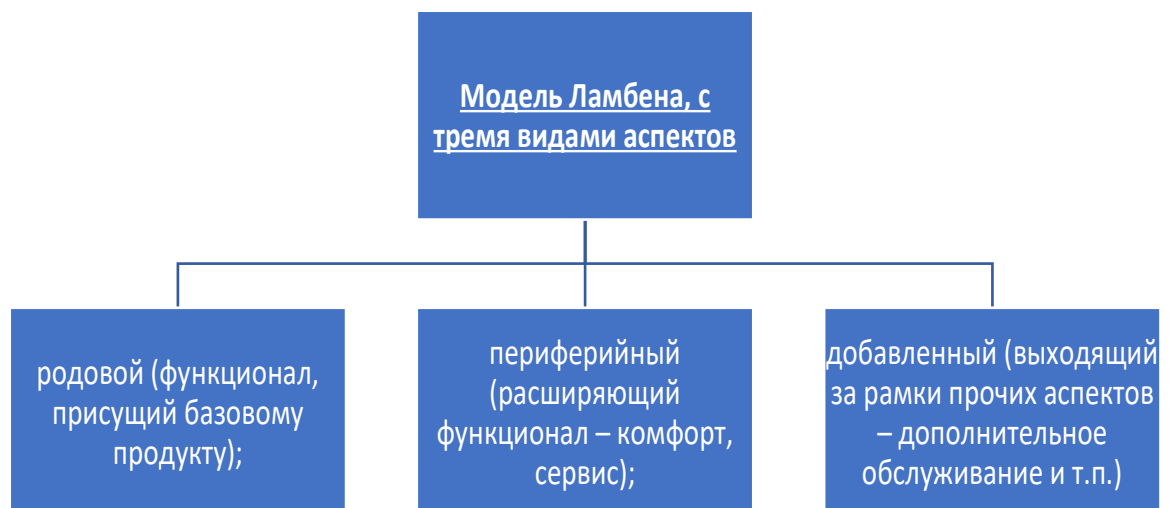 Модель Ламбена, с
тремя видами аспектов
родовой (функционал,
присущий базовому
продукту);
периферийный
(расширяющий
функционал – комфорт,
сервис);
добавленный (выходящий
за рамки прочих аспектов
– дополнительное
обслуживание и т.п.)